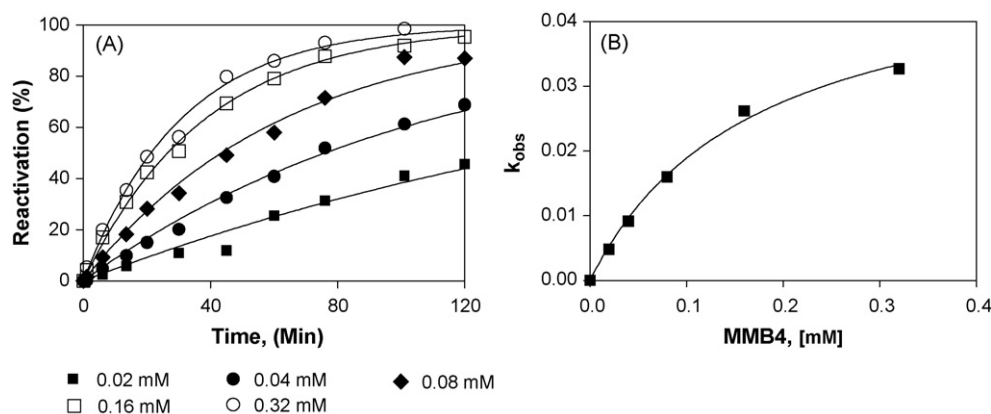 (A)
Reactivation (%)
100
80
60
40
20
0
0 40 80 120
Time, (Min)
0.02 mM 0.04 mM 0.08 mM
0.16 mM 0.32 mM
(B)
k_obs
0.04
0.03
0.02
0.01
0.00
0.0 0.1 0.2 0.3 0.4
MMB4, [mM]